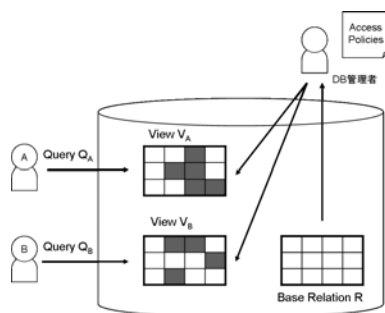 Access
Policies
DB管理者
View VA
A
Query QA
View VB
B
Query QB
Base Relation R